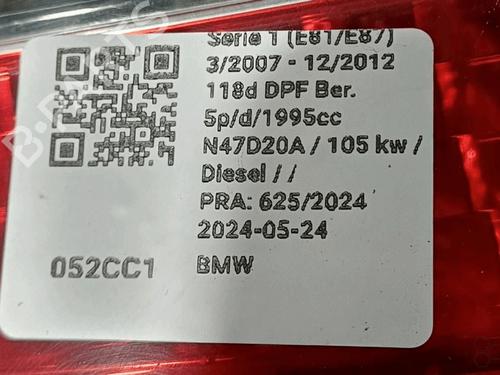 Serie 1 (E81/E87)
3/2007 - 12/2012
118d DPF Ber.
5p/d/1995cc
N47D20A / 105 kw /
Diesel / /
PRA: 625/2024
2024-05-24
052CC1 BMW